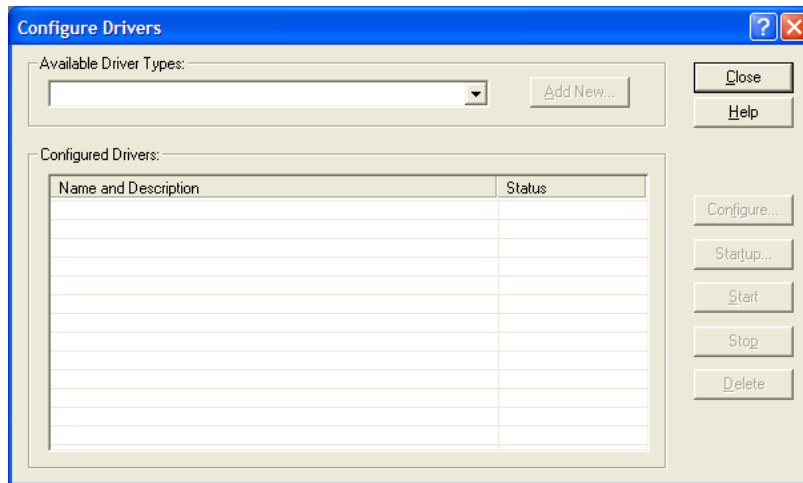 Configure Drivers
Available Driver Types:
Add New...
Close
Help
Configured Drivers:
Name and Description Status
Configure...
Startup...
Start
Stop
Delete